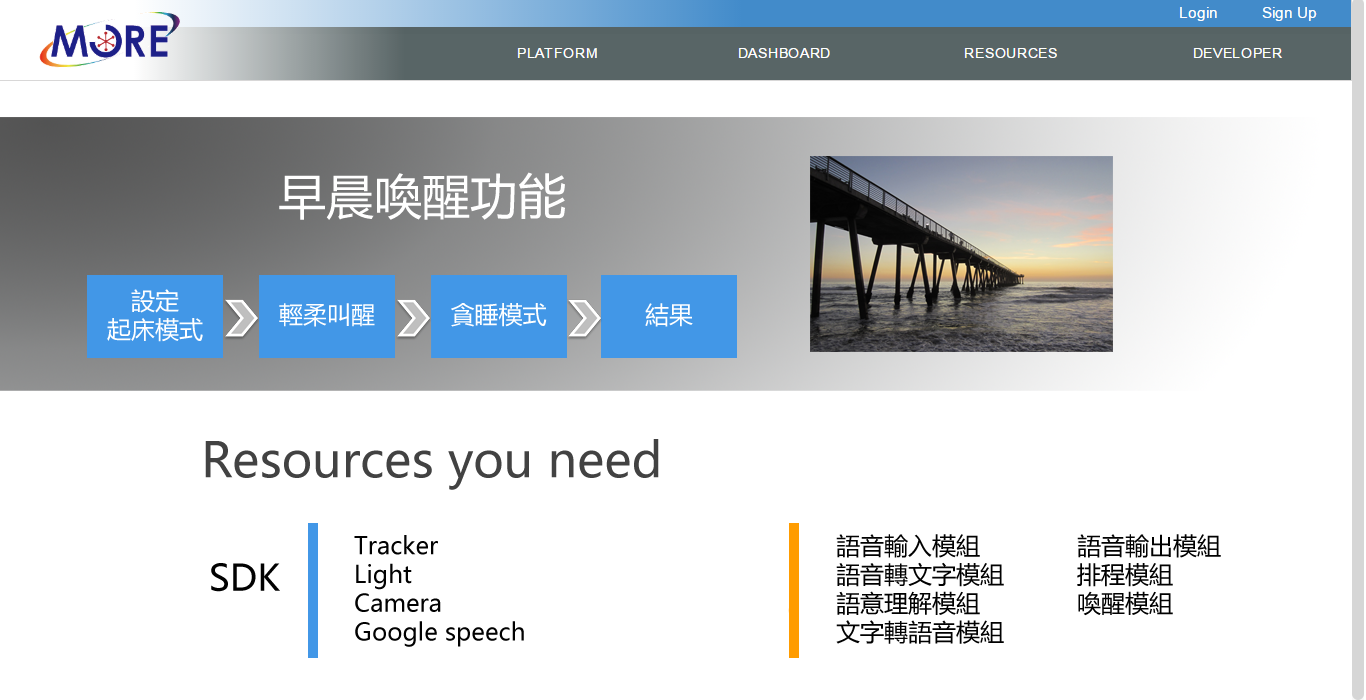 Login Sign Up
MORE
PLATFORM DASHBOARD RESOURCES DEVELOPER
早晨喚醒功能
設定
起床模式
輕柔叫醒
貪睡模式
結果
Resources you need
SDK
Tracker
Light
Camera
Google speech
語音輸入模組
語音轉文字模組
語意理解模組
文字轉語音模組
語音輸出模組
排程模組
喚醒模組